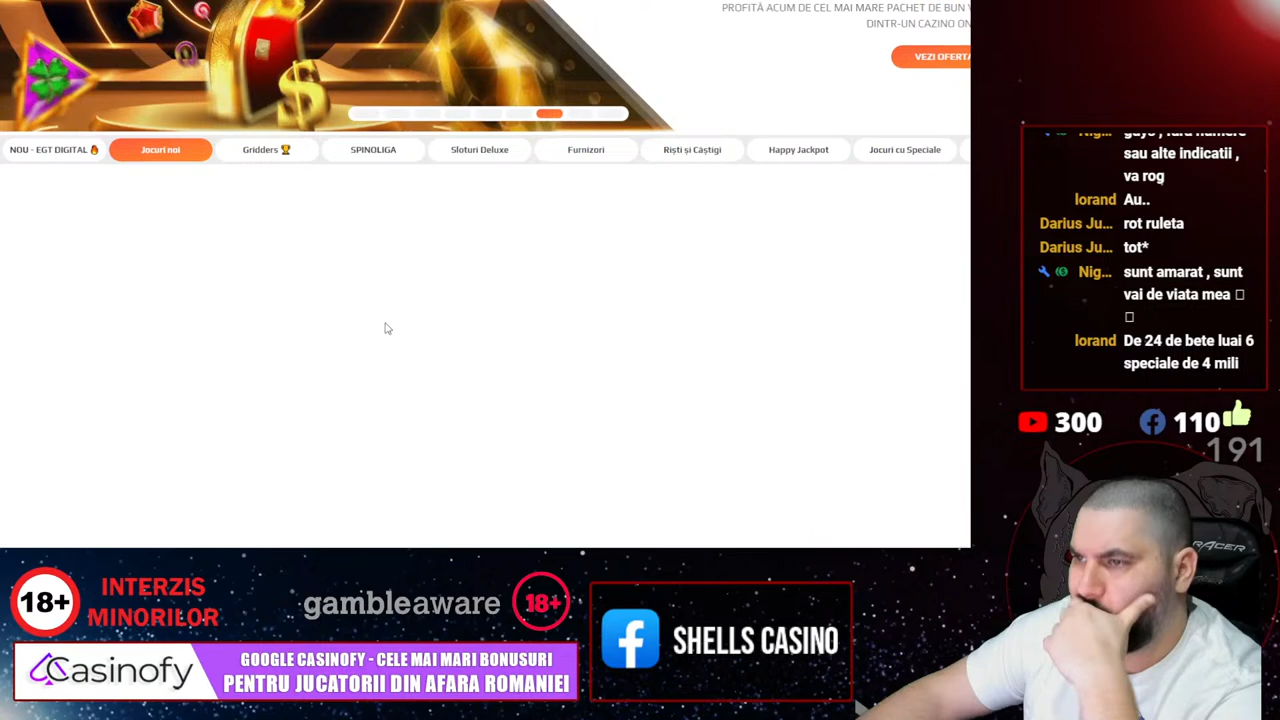 PROFITĂ ACUM DE CEL MAI MARE PACHET DE BUN
DINTR-UN CAZINO ON
VEZI OFERTA
NOU - EGT DIGITAL 🔥 Jocuri noi Gridders 🏆 SPINOLIGA Sloturi Deluxe Furnizori Riști și Câștigi Happy Jackpot Jocuri cu Speciale
sau alte indicatii ,
va rog
lorand Au..
Darius Ju... rot ruleta
Darius Ju... tot*
Nig... sunt amarat , sunt
vai de viata mea
lorand De 24 de bete luai 6
speciale de 4 mili
300 110
191
RACER
18+ INTERZIS
MINORILOR
gambleaware 18+
SHELLS CASINO
Casinofy
GOOGLE CASINOFY - CELE MAI MARI BONUSURI
PENTRU JUCATORII DIN AFARA ROMANIEI